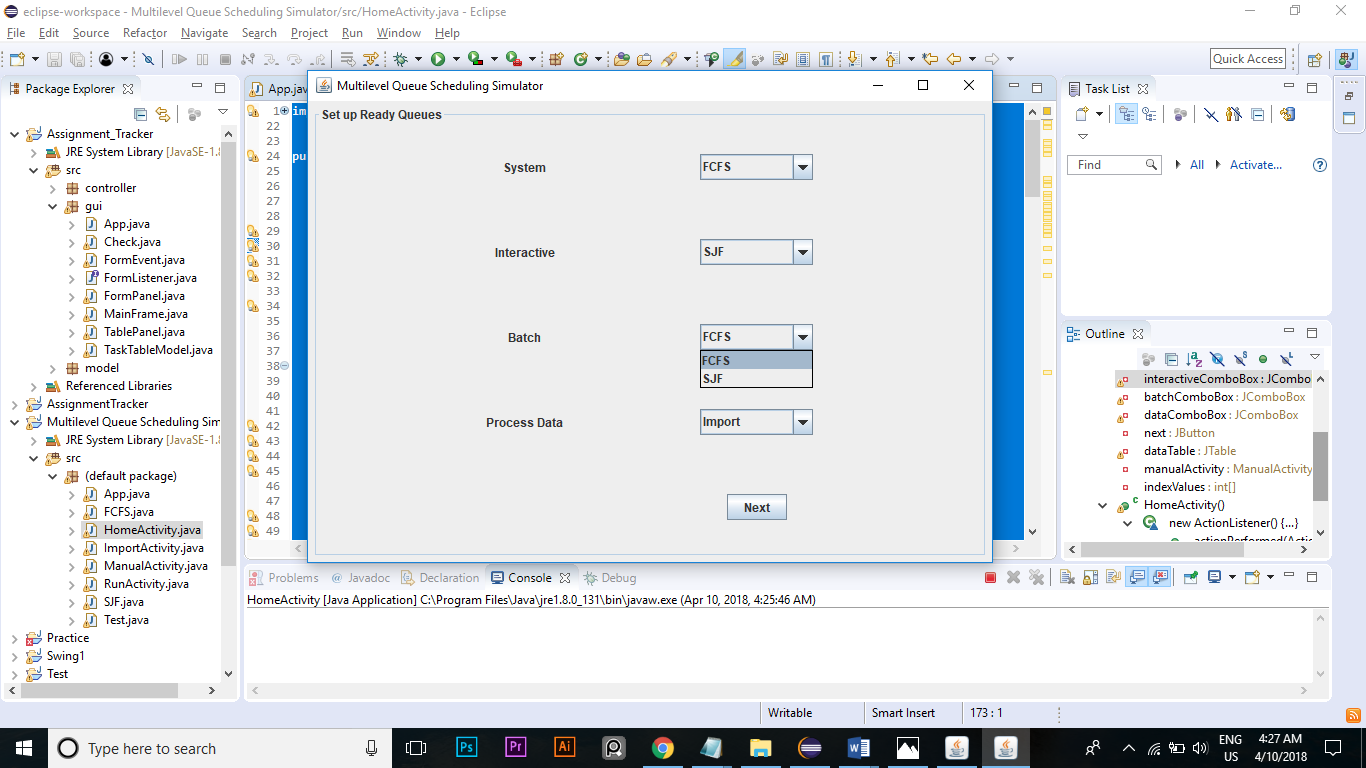 eclipse-workspace - Multilevel Queue Scheduling Simulator/src/HomeActivity.java - Eclipse
File Edit Source Refactor Navigate Search Project Run Window Help
Quick Access
Package Explorer
Assignment_Tracker
JRE System Library [JavaSE-1.8
src
controller
gui
App.java
Check.java
FormEvent.java
FormListener.java
FormPanel.java
MainFrame.java
TablePanel.java
TaskTableModel.java
model
Referenced Libraries
AssignmentTracker
Multilevel Queue Scheduling Sim
JRE System Library [JavaSE-1.8
src
(default package)
App.java
FCFS.java
HomeActivity.java
ImportActivity.java
ManualActivity.java
RunActivity.java
SJF.java
Test.java
Practice
Swing1
Test
App.jav
1 im
22
23
24 pu
25
26
27
28
29
30
31
32
33
34
35
36
37
38
39
40
41
42
43
44
45
46
47
48
49
Multilevel Queue Scheduling Simulator
Set up Ready Queues
System FCFS
Interactive SJF
Batch FCFS
FCFS
SJF
Process Data Import
Next
Task List
Find All Activate...
Outline
interactiveComboBox : JCombo
batchComboBox : JComboBox
dataComboBox : JComboBox
next : JButton
dataTable : JTable
manualActivity : ManualActivity
indexValues : int[]
HomeActivity()
new ActionListener() {...}
actionPerformed(Actio
Problems Javadoc Declaration Console Debug
HomeActivity [Java Application] C:\Program Files\Java\jre1.8.0_131\bin\javaw.exe (Apr 10, 2018, 4:25:46 AM)
Writable Smart Insert 173 : 1
Type here to search
Ps Pr Ai
ENG
US
4:27 AM
4/10/2018